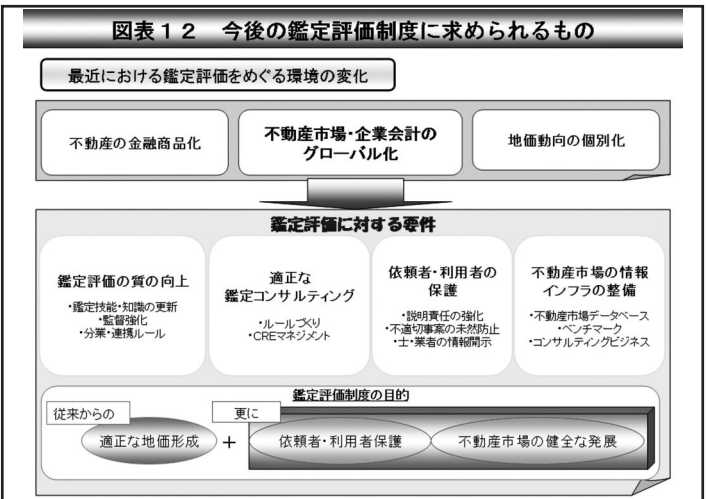 図表１２　今後の鑑定評価制度に求められるもの
最近における鑑定評価をめぐる環境の変化
不動産の金融商品化
不動産市場・企業会計の
グローバル化
地価動向の個別化
鑑定評価に対する要件
鑑定評価の質の向上
・鑑定技能・知識の更新
・監督強化
・分業・連携ルール
適正な
鑑定コンサルティング
・ルールづくり
・CREマネジメント
依頼者・利用者の
保護
・説明責任の強化
・不適切事案の未然防止
・士・業者の情報開示
不動産市場の情報
インフラの整備
・不動産市場データベース
・ベンチマーク
・コンサルティングビジネス
鑑定評価制度の目的
従来からの
更に
適正な地価形成
＋
依頼者・利用者保護
不動産市場の健全な発展